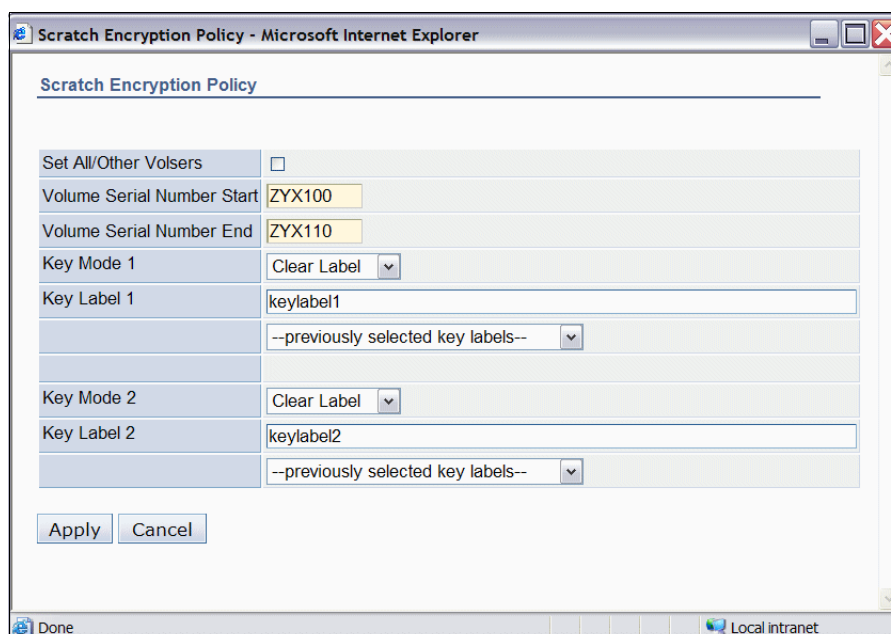 Scratch Encryption Policy - Microsoft Internet Explorer
Scratch Encryption Policy
Set All/Other Volsers
Volume Serial Number Start ZYX100
Volume Serial Number End ZYX110
Key Mode 1 Clear Label
Key Label 1 keylabel1
--previously selected key labels--
Key Mode 2 Clear Label
Key Label 2 keylabel2
--previously selected key labels--
Apply Cancel
Done Local intranet